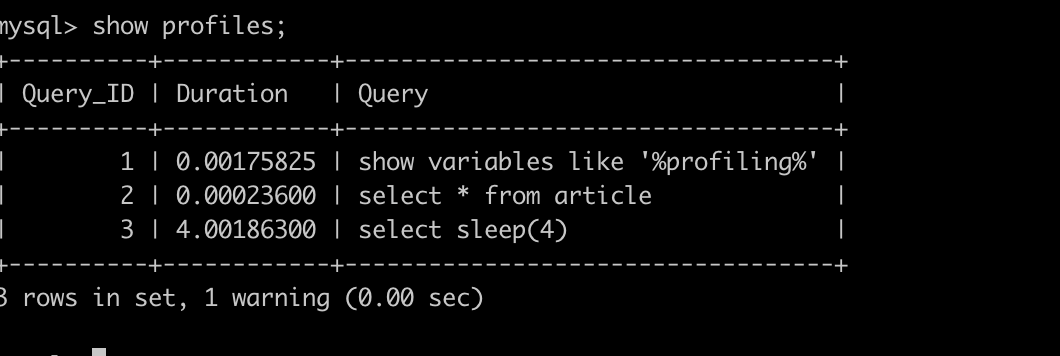 mysql> show profiles;
+----------+------------+-----------------------------------+
| Query_ID | Duration   | Query                             |
+----------+------------+-----------------------------------+
|        1 | 0.00175825 | show variables like '%profiling%' |
|        2 | 0.00023600 | select * from article             |
|        3 | 4.00186300 | select sleep(4)                   |
+----------+------------+-----------------------------------+
3 rows in set, 1 warning (0.00 sec)